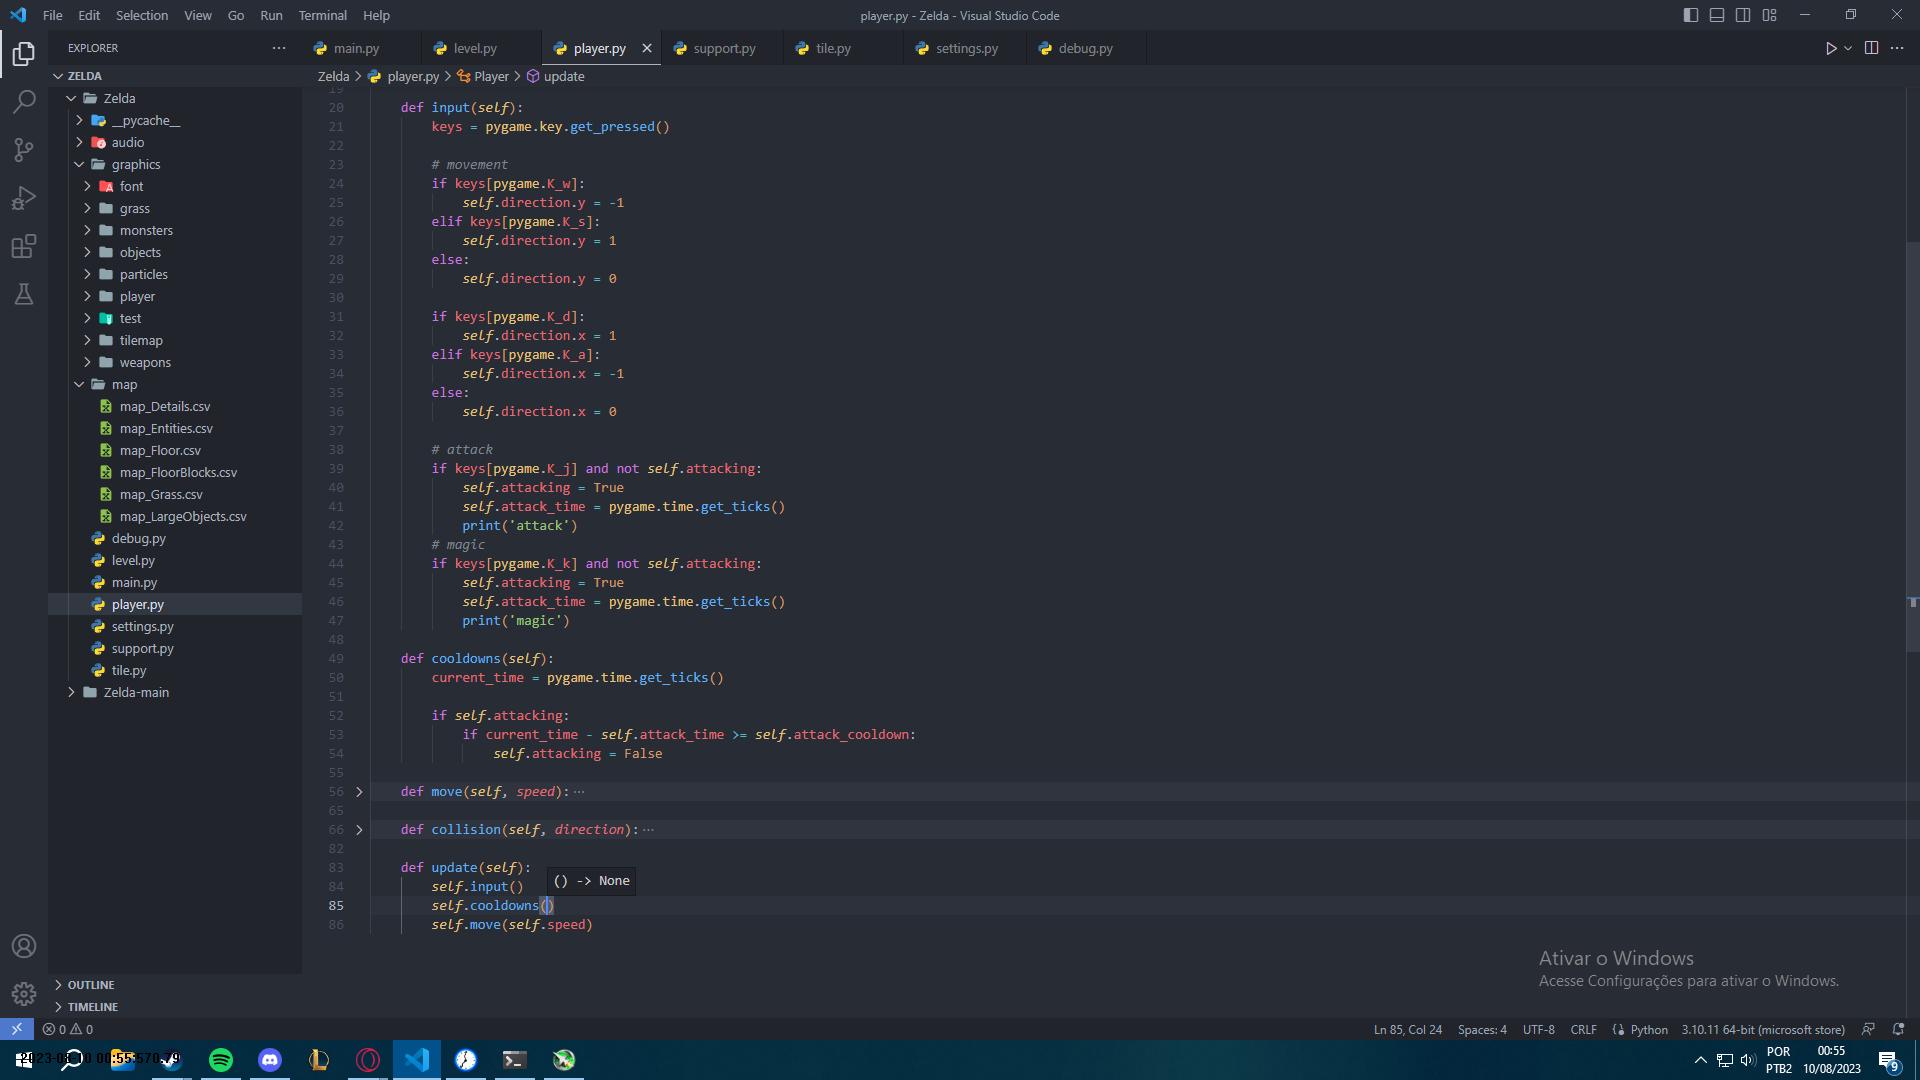 File Edit Selection View Go Run Terminal Help
player.py - Zelda - Visual Studio Code
EXPLORER
main.py level.py player.py support.py tile.py settings.py debug.py
ZELDA
Zelda > player.py > Player > update
Zelda
__pycache__
audio
graphics
font
grass
monsters
objects
particles
player
test
tilemap
weapons
map
map_Details.csv
map_Entities.csv
map_Floor.csv
map_FloorBlocks.csv
map_Grass.csv
map_LargeObjects.csv
debug.py
level.py
main.py
player.py
settings.py
support.py
tile.py
Zelda-main
OUTLINE
TIMELINE
19
20 def input(self):
21 keys = pygame.key.get_pressed()
22
23 # movement
24 if keys[pygame.K_w]:
25 self.direction.y = -1
26 elif keys[pygame.K_s]:
27 self.direction.y = 1
28 else:
29 self.direction.y = 0
30
31 if keys[pygame.K_d]:
32 self.direction.x = 1
33 elif keys[pygame.K_a]:
34 self.direction.x = -1
35 else:
36 self.direction.x = 0
37
38 # attack
39 if keys[pygame.K_j] and not self.attacking:
40 self.attacking = True
41 self.attack_time = pygame.time.get_ticks()
42 print('attack')
43 # magic
44 if keys[pygame.K_k] and not self.attacking:
45 self.attacking = True
46 self.attack_time = pygame.time.get_ticks()
47 print('magic')
48
49 def cooldowns(self):
50 current_time = pygame.time.get_ticks()
51
52 if self.attacking:
53 if current_time - self.attack_time >= self.attack_cooldown:
54 self.attacking = False
55
56 def move(self, speed):···
65
66 def collision(self, direction):···
82
83 def update(self):
() -> None
84 self.input()
85 self.cooldowns()
86 self.move(self.speed)
Ativar o Windows
Acesse Configurações para ativar o Windows.
0 0
Ln 85, Col 24 Spaces: 4 UTF-8 CRLF Python 3.10.11 64-bit (microsoft store)
POR
PTB2
00:55
10/08/2023
9